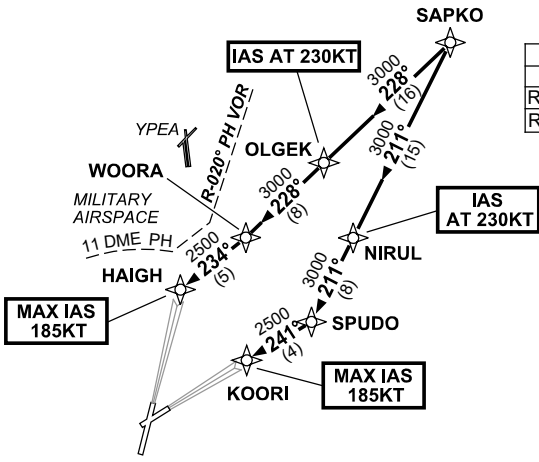 SAPKO
IAS AT 230KT
3000
228°
(16)
3000
211°
(15)
R
R
YPEA
R-020° PH VOR
OLGEK
WOORA
3000
228°
(8)
MILITARY
AIRSPACE
11 DME PH
IAS
AT 230KT
NIRUL
2500
234°
(5)
HAIGH
3000
211°
(8)
MAX IAS
185KT
SPUDO
2500
241°
(4)
KOORI
MAX IAS
185KT